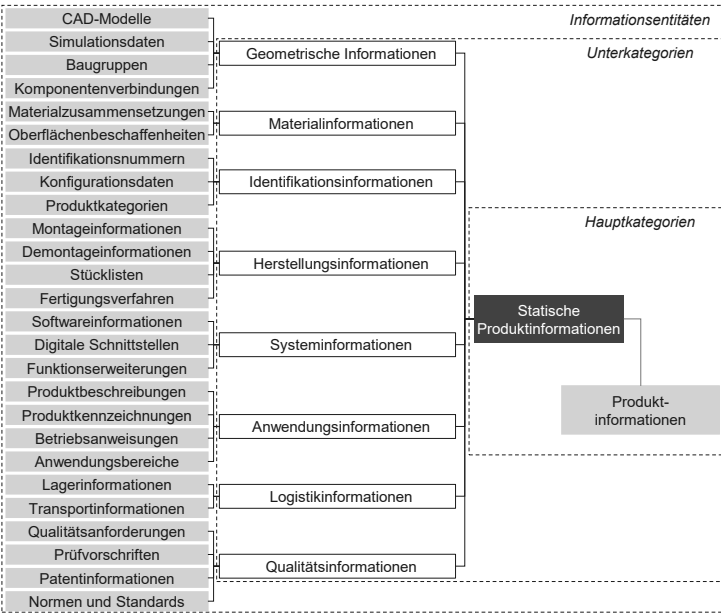 CAD-Modelle
Simulationsdaten
Baugruppen
Komponentenverbindungen
Materialzusammensetzungen
Oberflächenbeschaffenheiten
Identifikationsnummern
Konfigurationsdaten
Produktkategorien
Montageinformationen
Demontageinformationen
Stücklisten
Fertigungsverfahren
Softwareinformationen
Digitale Schnittstellen
Funktionserweiterungen
Produktbeschreibungen
Produktkennzeichnungen
Betriebsanweisungen
Anwendungsbereiche
Lagerinformationen
Transportinformationen
Qualitätsanforderungen
Prüfvorschriften
Patentinformationen
Normen und Standards
Geometrische Informationen
Materialinformationen
Identifikationsinformationen
Herstellungsinformationen
Systeminformationen
Anwendungsinformationen
Logistikinformationen
Qualitätsinformationen
Informationsentitäten
Unterkategorien
Hauptkategorien
Statische
Produktinformationen
Produkt-
informationen